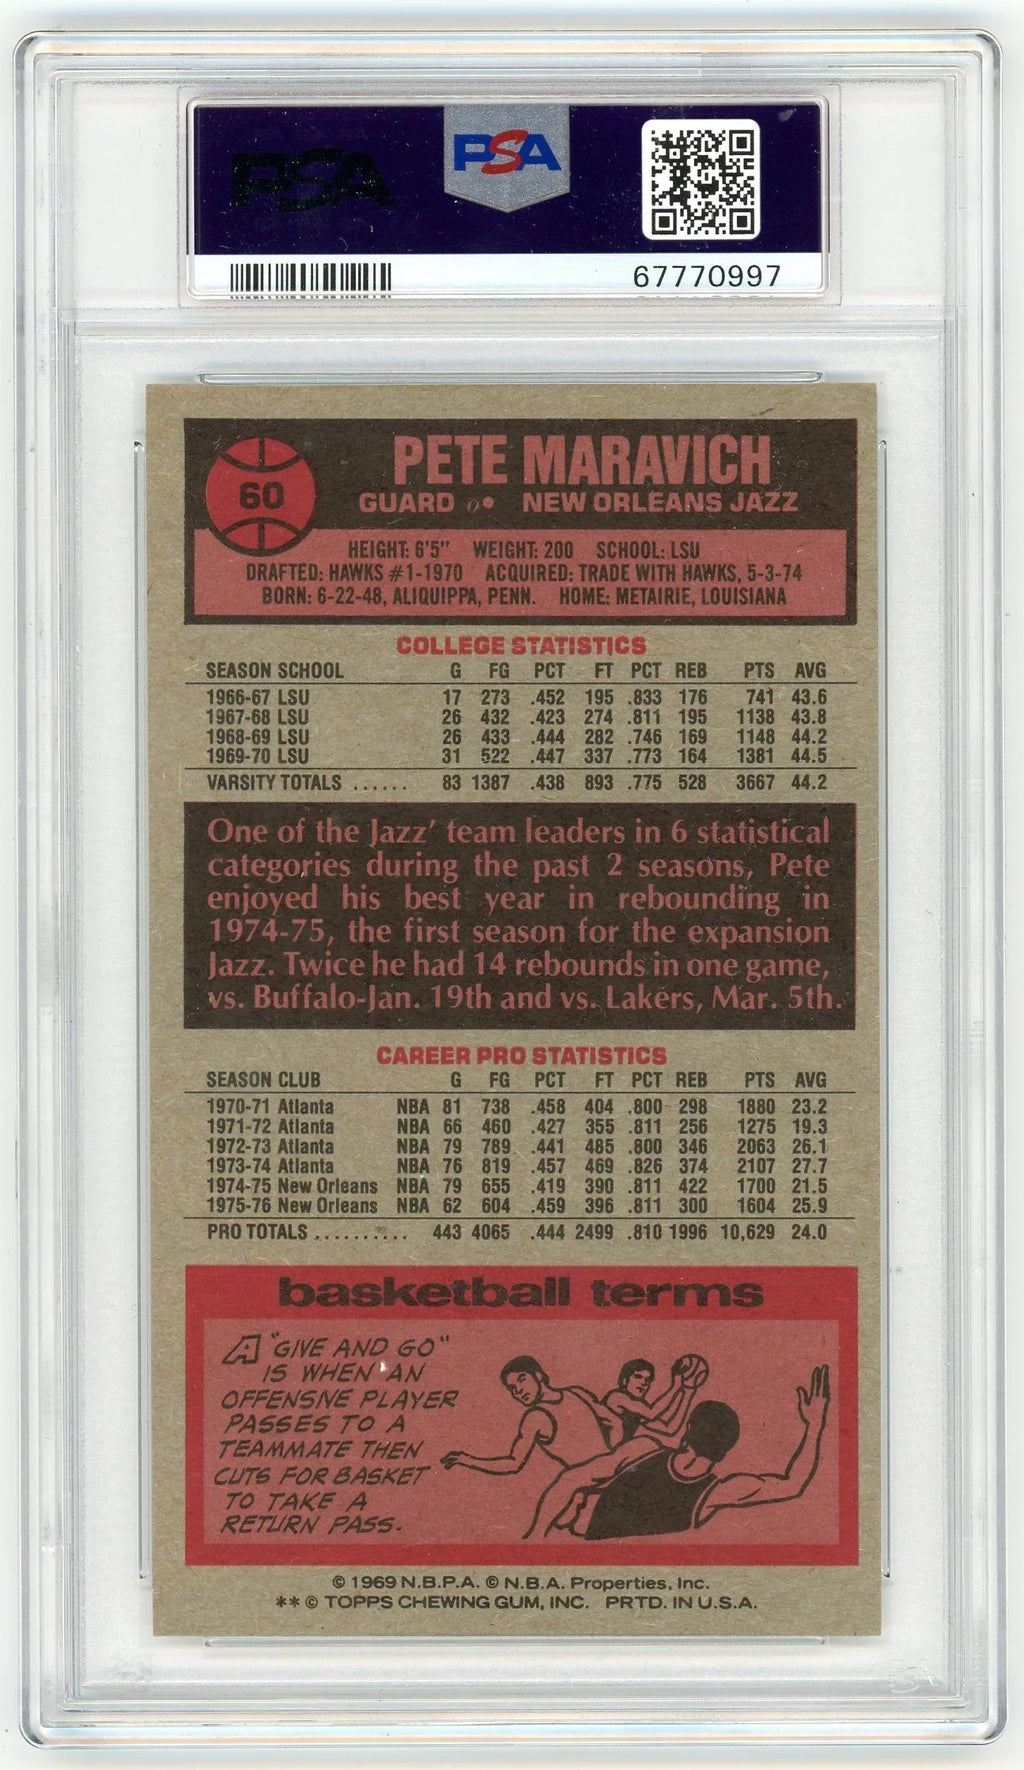 PSA
PSA
67770997
60
PETE MARAVICH
GUARD • NEW ORLEANS JAZZ
HEIGHT: 6'5" WEIGHT: 200 SCHOOL: LSU
DRAFTED: HAWKS #1-1970 ACQUIRED: TRADE WITH HAWKS, 5-3-74
BORN: 6-22-48, ALIQUIPPA, PENN. HOME: METAIRIE, LOUISIANA
COLLEGE STATISTICS
SEASON SCHOOL G FG PCT FT PCT REB PTS AVG
1966-67 LSU 17 273 .452 195 .833 176 741 43.6
1967-68 LSU 26 432 .423 274 .811 195 1138 43.8
1968-69 LSU 26 433 .444 282 .746 169 1148 44.2
1969-70 LSU 31 522 .447 337 .773 164 1381 44.5
VARSITY TOTALS ...... 83 1387 .438 893 .775 528 3667 44.2
One of the Jazz' team leaders in 6 statistical
categories during the past 2 seasons, Pete
enjoyed his best year in rebounding in
1974-75, the first season for the expansion
Jazz. Twice he had 14 rebounds in one game,
vs. Buffalo-Jan. 19th and vs. Lakers, Mar. 5th.
CAREER PRO STATISTICS
SEASON CLUB G FG PCT FT PCT REB PTS AVG
1970-71 Atlanta NBA 81 738 .458 404 .800 298 1880 23.2
1971-72 Atlanta NBA 66 460 .427 355 .811 256 1275 19.3
1972-73 Atlanta NBA 79 789 .441 485 .800 346 2063 26.1
1973-74 Atlanta NBA 76 819 .457 469 .826 374 2107 27.7
1974-75 New Orleans NBA 79 655 .419 390 .811 422 1700 21.5
1975-76 New Orleans NBA 62 604 .459 396 .811 300 1604 25.9
PRO TOTALS .......... 443 4065 .444 2499 .810 1996 10,629 24.0
basketball terms
A "GIVE AND GO"
IS WHEN AN
OFFENSIVE PLAYER
PASSES TO A
TEAMMATE THEN
CUTS FOR BASKET
TO TAKE A
RETURN PASS.
© 1969 N.B.P.A. © N.B.A. Properties, Inc.
** © TOPPS CHEWING GUM, INC. PRTD. IN U.S.A.